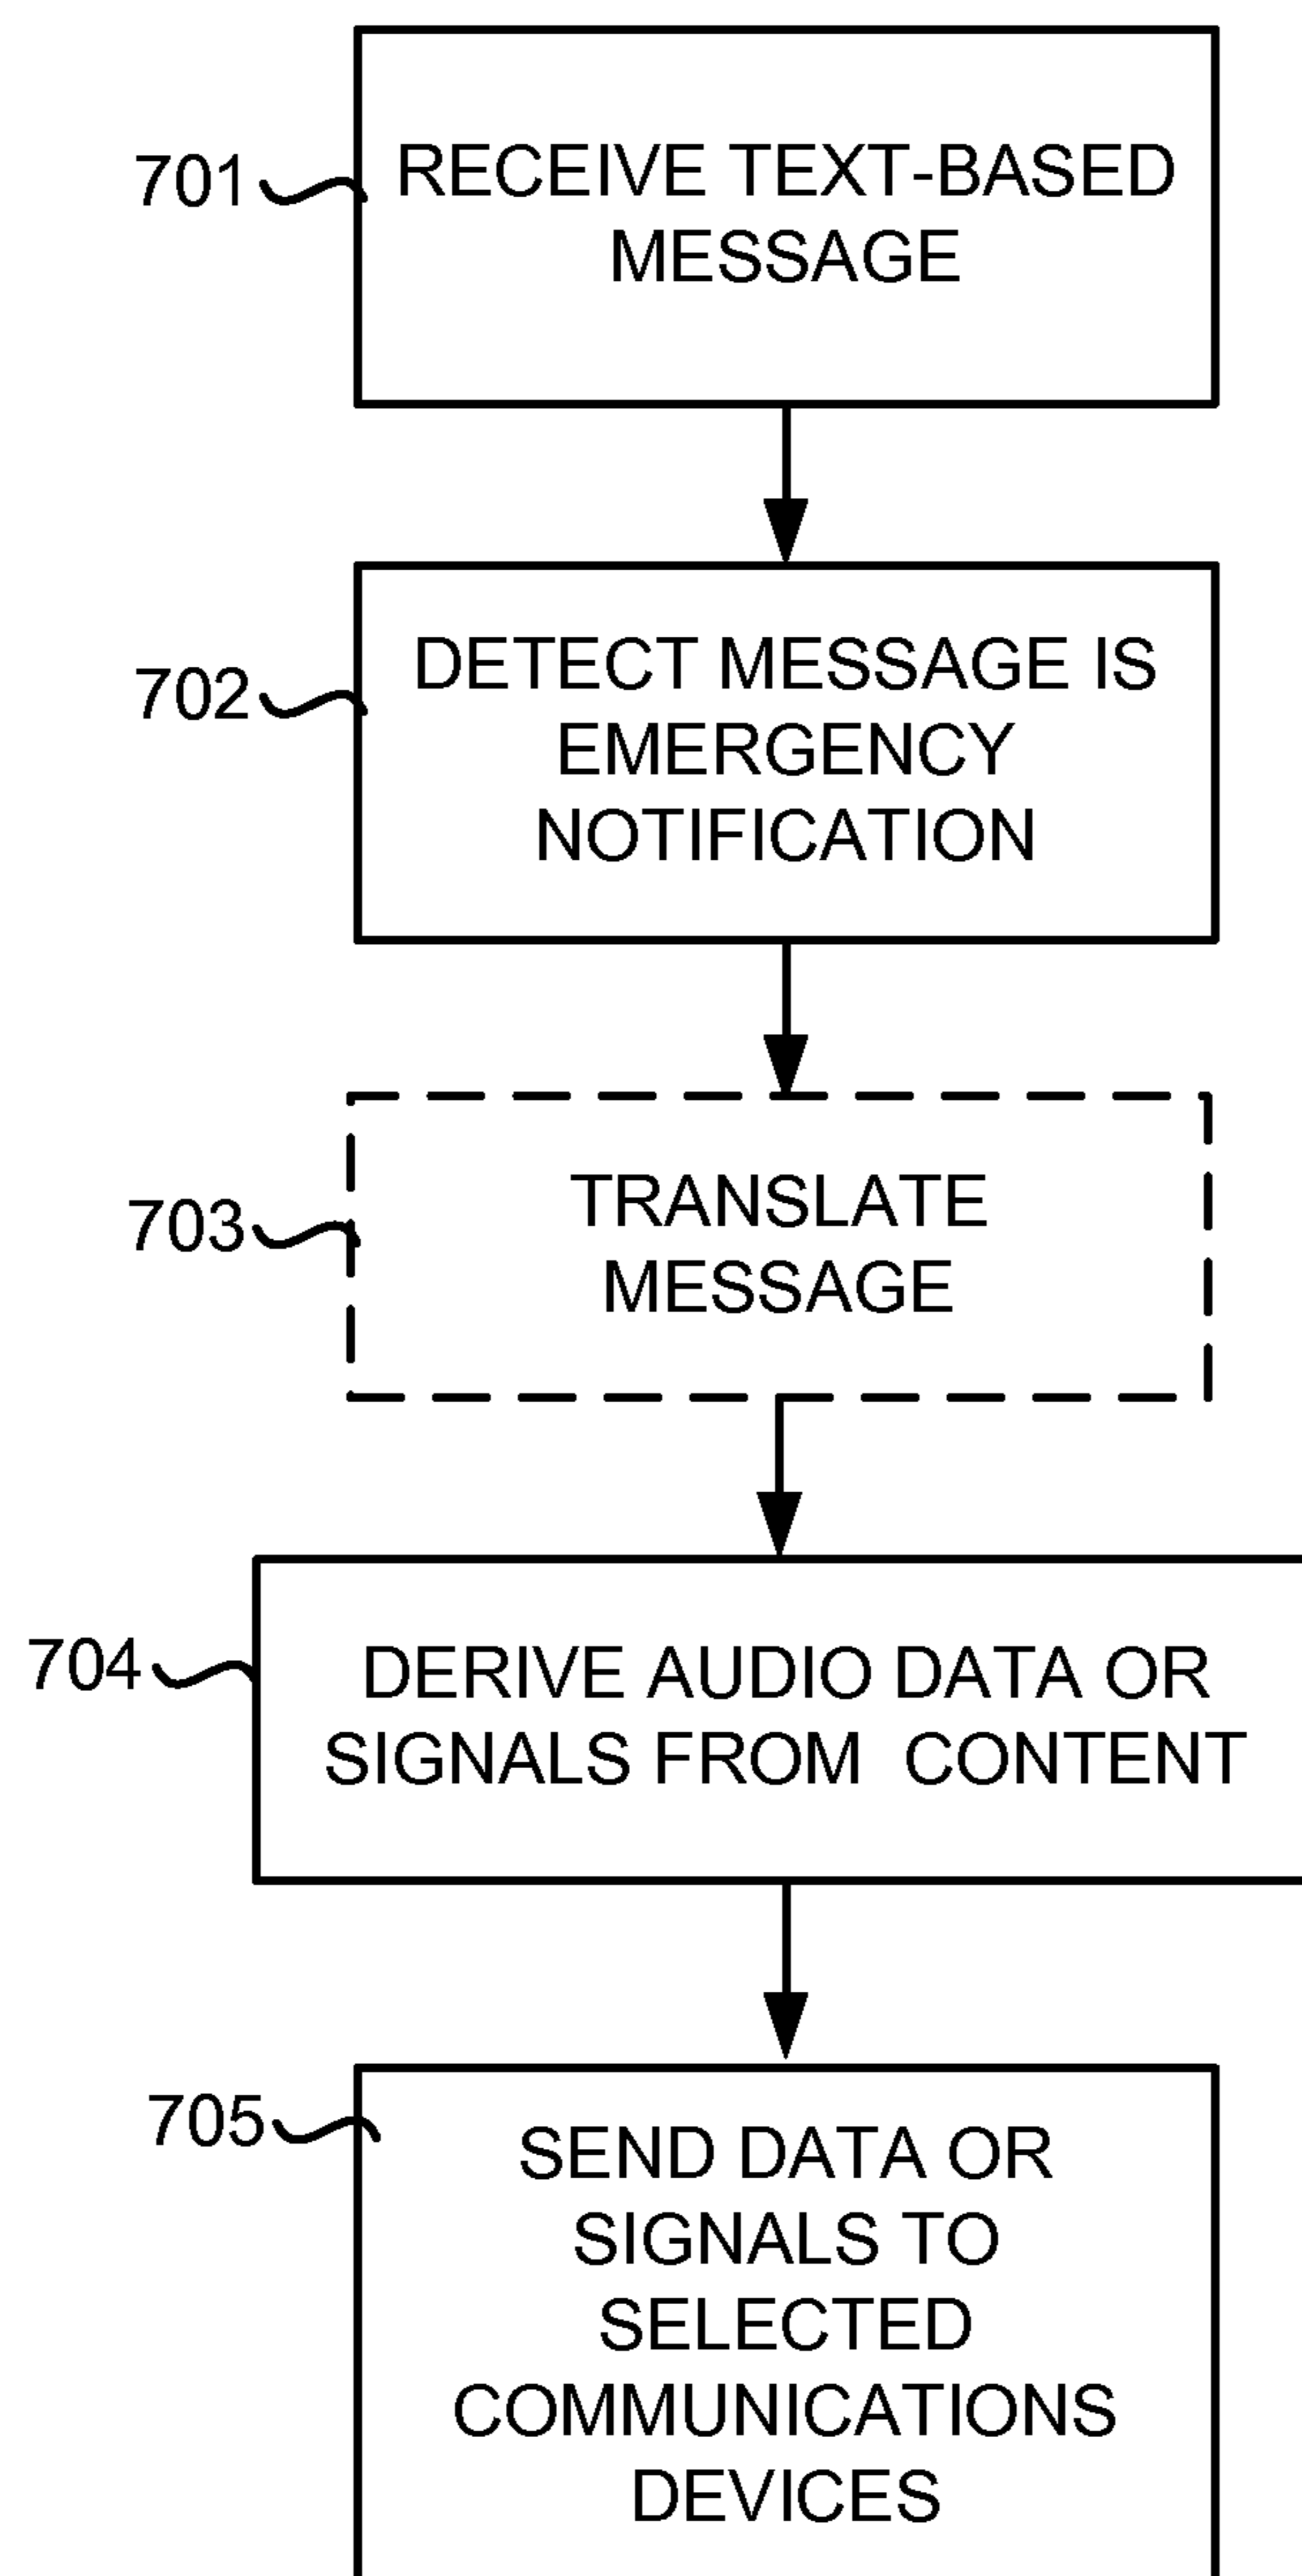 701
RECEIVE TEXT-BASED
MESSAGE
702
DETECT MESSAGE IS
EMERGENCY
NOTIFICATION
703
TRANSLATE
MESSAGE
704
DERIVE AUDIO DATA OR
SIGNALS FROM CONTENT
705
SEND DATA OR
SIGNALS TO
SELECTED
COMMUNICATIONS
DEVICES